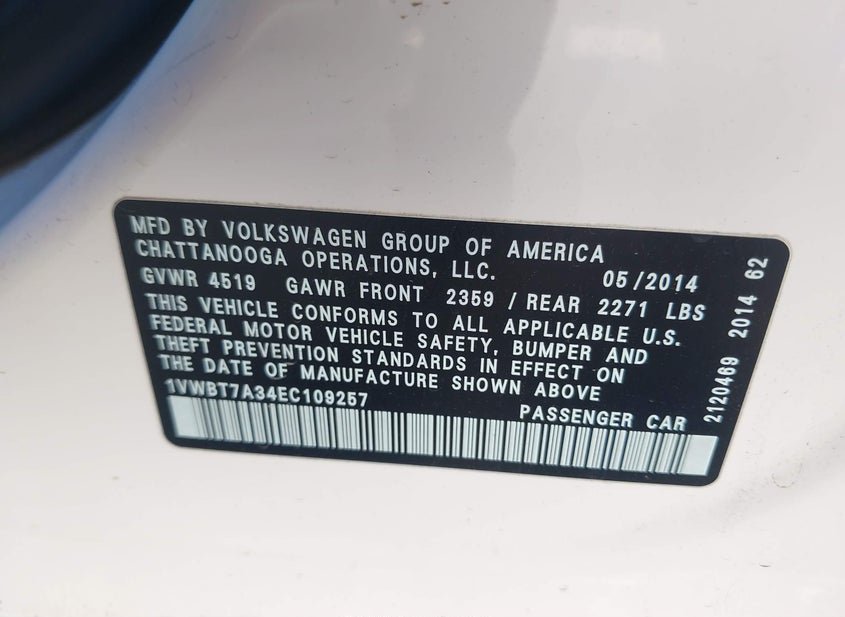 MFD BY VOLKSWAGEN GROUP OF AMERICA
CHATTANOOGA OPERATIONS, LLC. 05/2014
GVWR 4519 GAWR FRONT 2359 / REAR 2271 LBS
THIS VEHICLE CONFORMS TO ALL APPLICABLE U.S.
FEDERAL MOTOR VEHICLE SAFETY, BUMPER AND
THEFT PREVENTION STANDARDS IN EFFECT ON
THE DATE OF MANUFACTURE SHOWN ABOVE
1VWBT7A34EC109257 PASSENGER CAR
2120469 2014 62